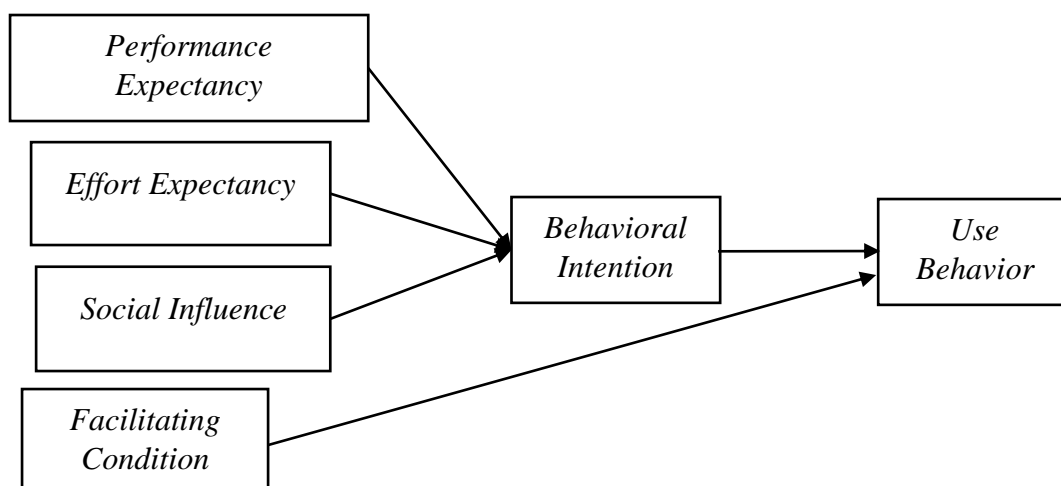 Performance
Expectancy
Effort Expectancy
Social Influence
Facilitating
Condition
Behavioral
Intention
Use
Behavior